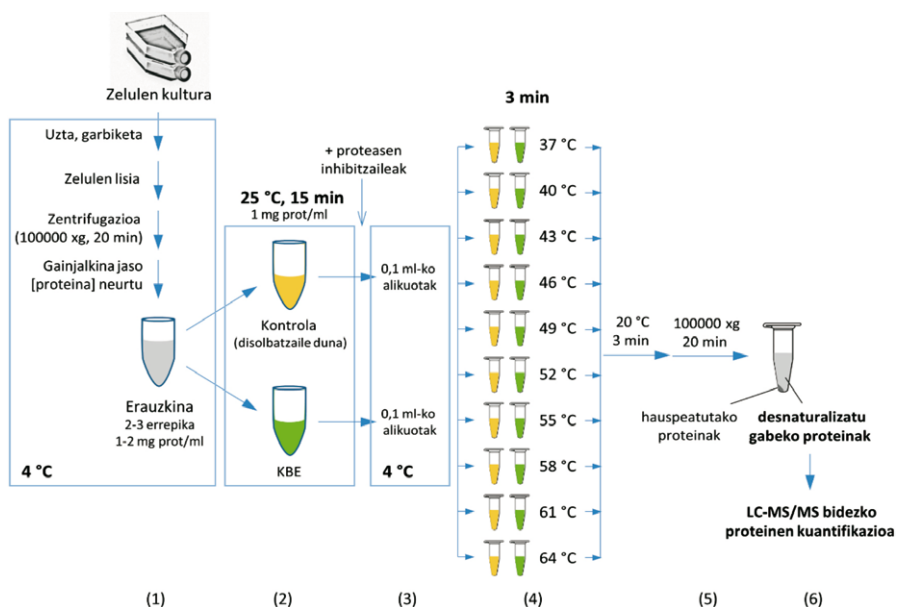 Zelulen kultura
Uzta, garbiketa
Zelulen lisia
Zentrifugazioa
(100000 xg, 20 min)
Gainjalkina jaso
[proteina] neurtu
Erauzkina
2-3 errepika
1-2 mg prot/ml
4 °C
25 °C, 15 min
1 mg prot/ml
Kontrola
(disolbatzaile duna)
KBE
+ proteasen
inhibitzaileak
0,1 ml-ko
alikuotak
0,1 ml-ko
alikuotak
4 °C
3 min
37 °C
40 °C
43 °C
46 °C
49 °C
52 °C
55 °C
58 °C
61 °C
64 °C
20 °C
3 min
100000 xg
20 min
hauspeatutako
proteinak
desnaturalizatu
gabeko proteinak
LC-MS/MS bidezko
proteinen kuantifikazioa
(1)
(2)
(3)
(4)
(5)
(6)